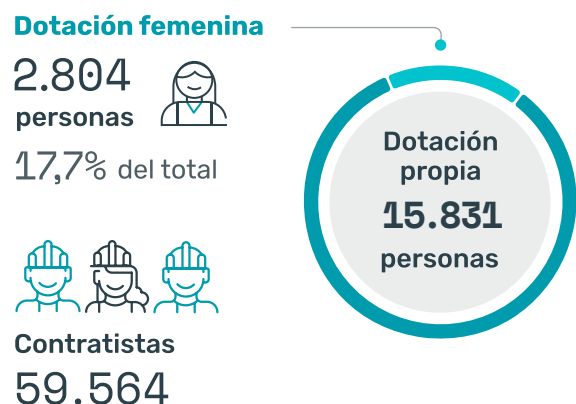 Dotación femenina
2.804
personas
17,7% del total
Dotación
propia
15.831
personas
Contratistas
59.564